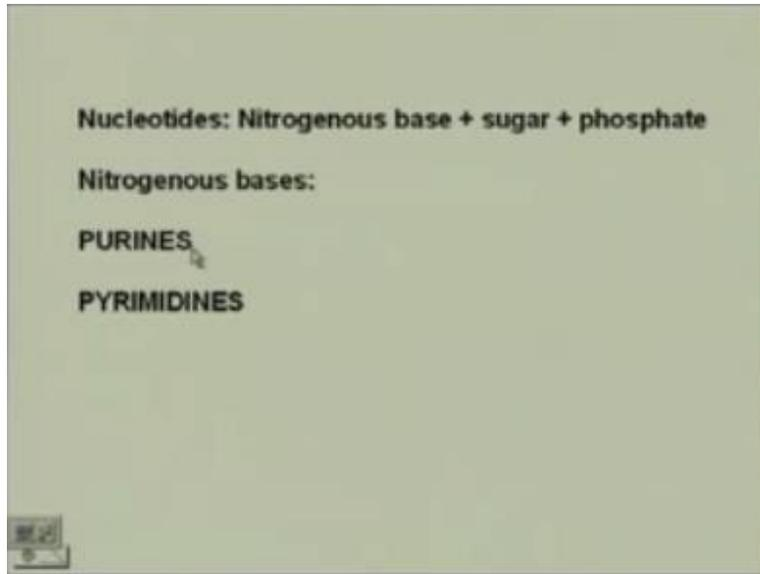 Nucleotides: Nitrogenous base + sugar + phosphate
Nitrogenous bases:
PURINES
PYRIMIDINES